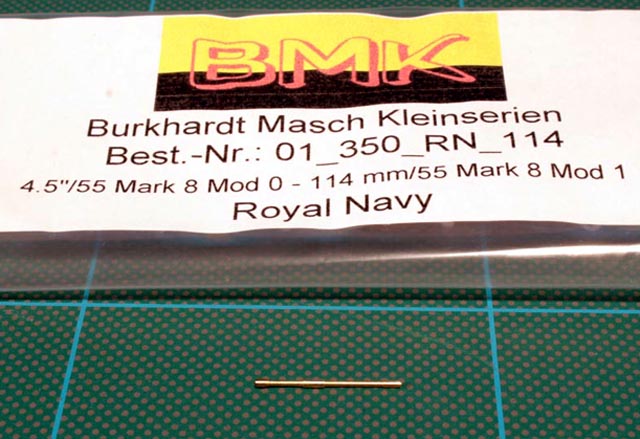 BMK
Burkhardt Masch Kleinserien
Best.-Nr.: 01_350_RN_114
4.5"/55 Mark 8 Mod 0 - 114 mm/55 Mark 8 Mod 1
Royal Navy